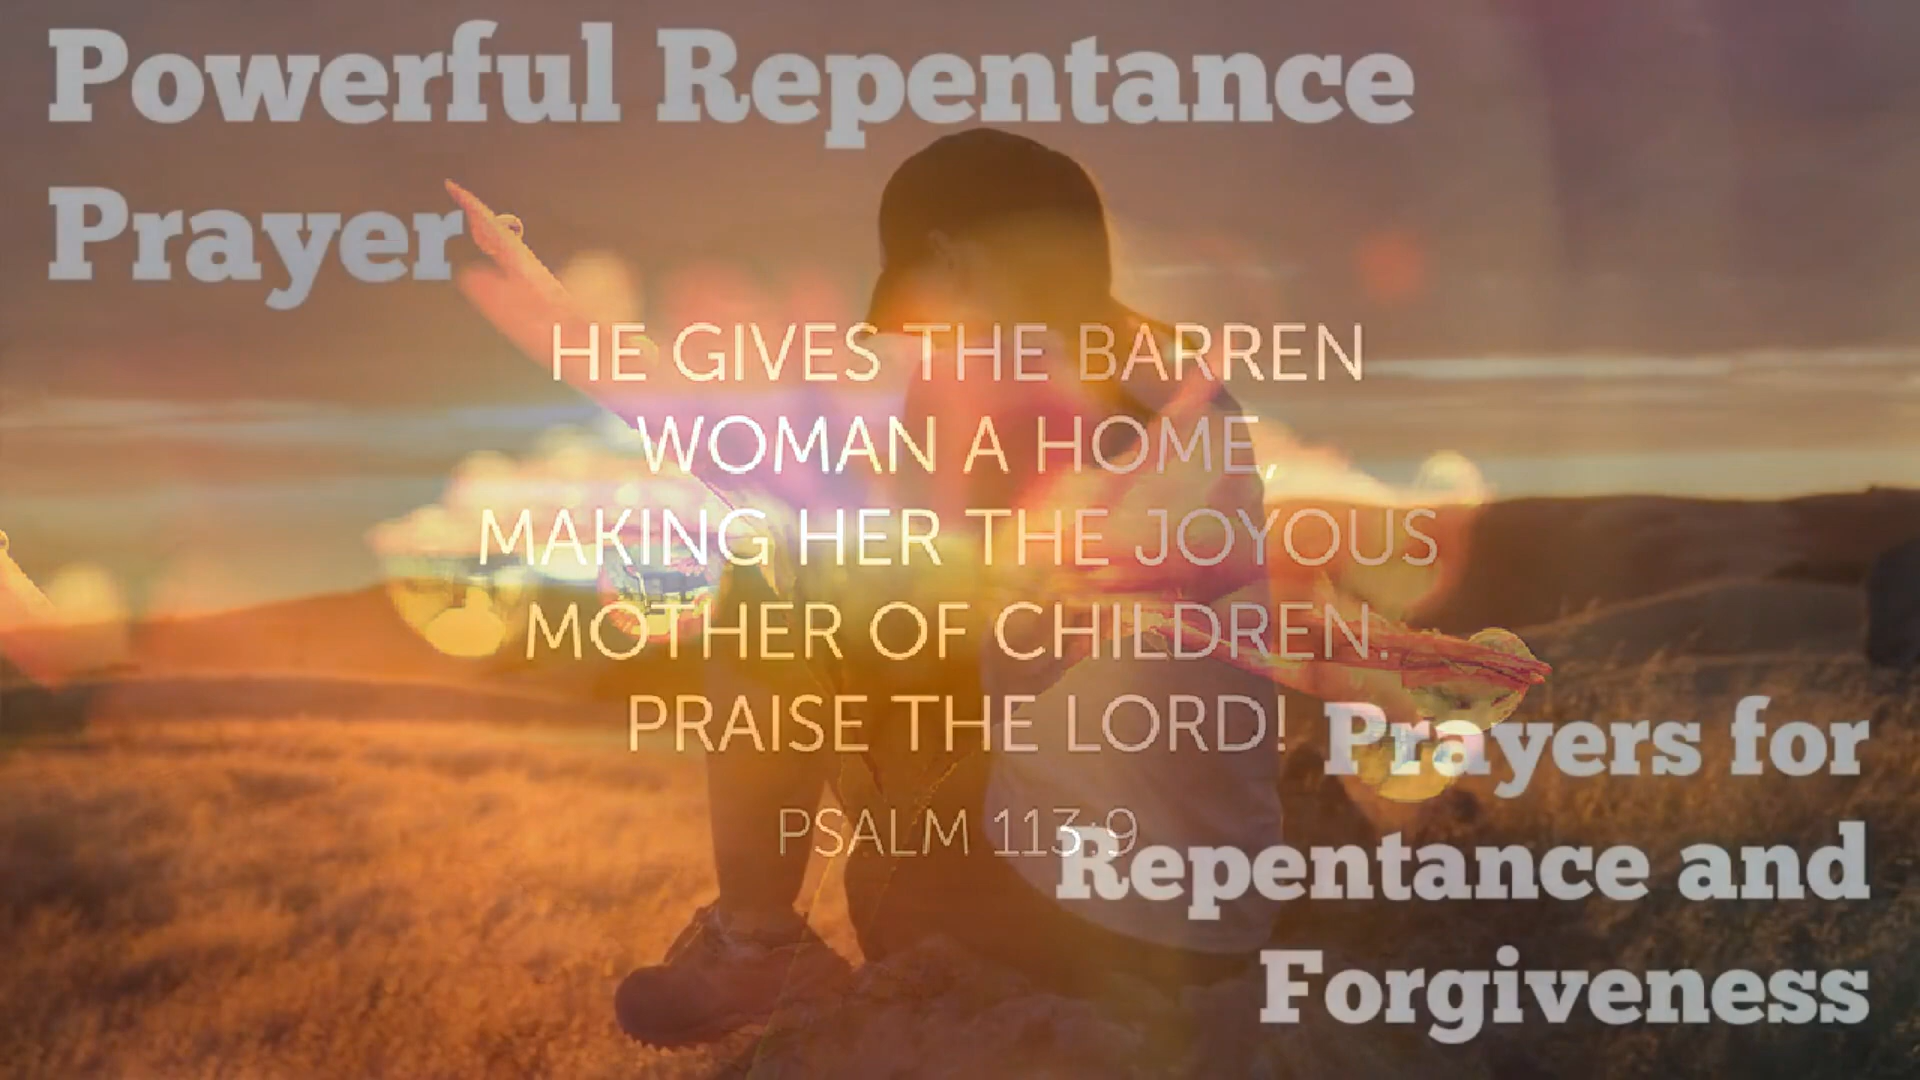 Powerful Repentance
Prayer
HE GIVES THE BARREN
WOMAN A HOME,
MAKING HER THE JOYOUS
MOTHER OF CHILDREN.
PRAISE THE LORD!
PSALM 113:9
Prayers for
Repentance and
Forgiveness